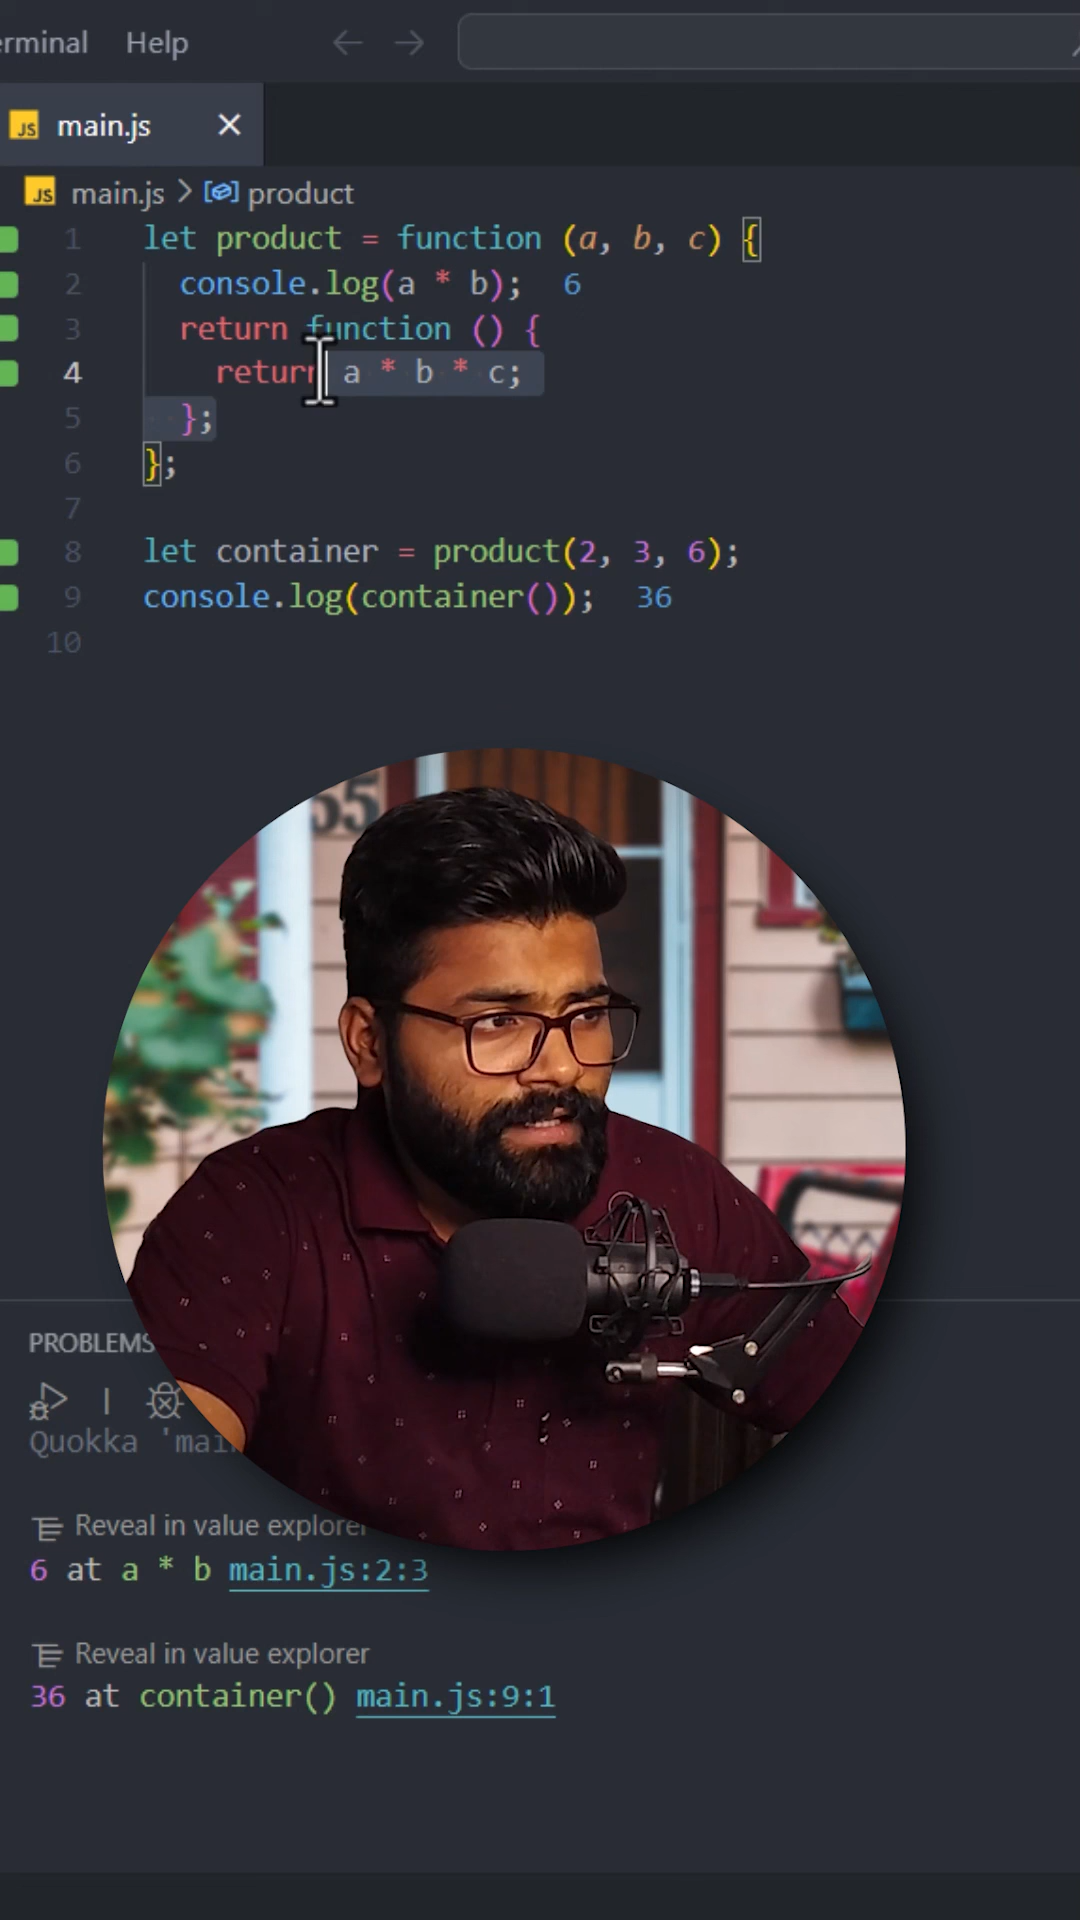 Help
JS main.js ×
JS main.js > product
1 let product = function (a, b, c) {
2 console.log(a * b); 6
3 return function () {
4 return a * b * c;
5 };
6 };
7
8 let container = product(2, 3, 6);
9 console.log(container()); 36
10
55
PROBLEMS
Quokka
Reveal in value explorer
6 at a * b main.js:2:3
Reveal in value explorer
36 at container() main.js:9:1